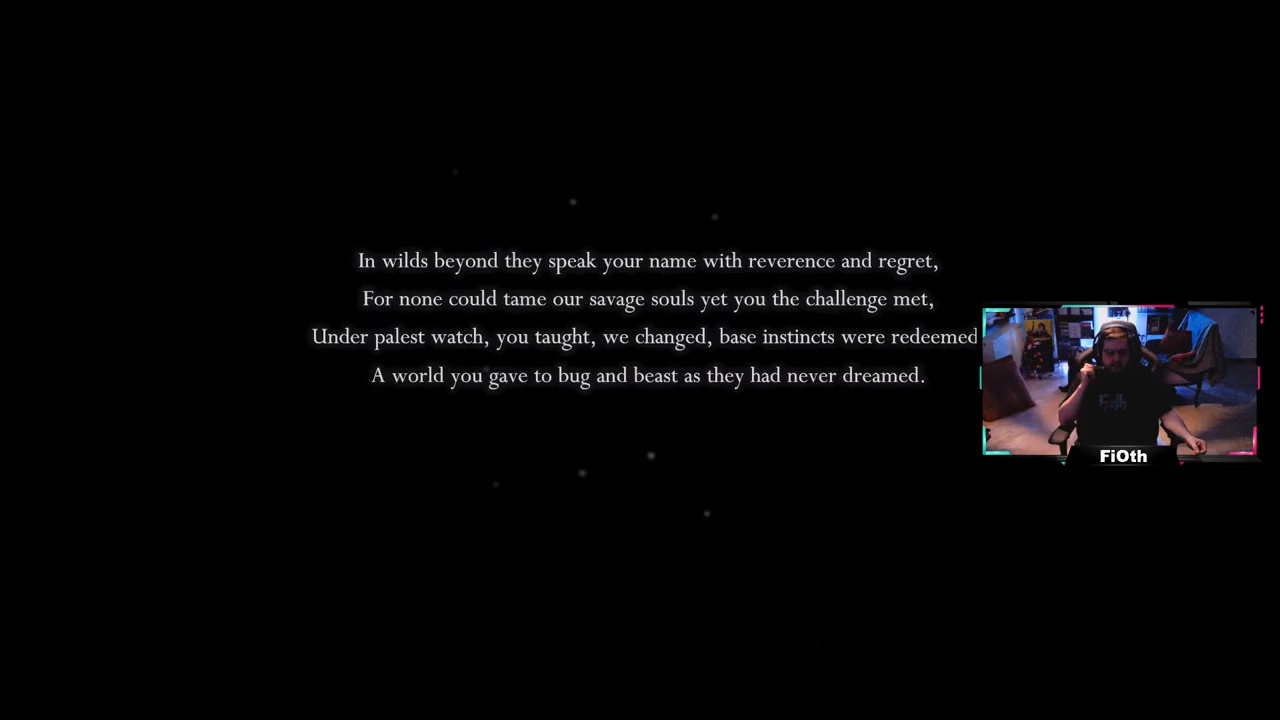 In wilds beyond they speak your name with reverence and regret,
For none could tame our savage souls yet you the challenge met,
Under palest watch, you taught, we changed, base instincts were redeemed
A world you gave to bug and beast as they had never dreamed.
FiOth